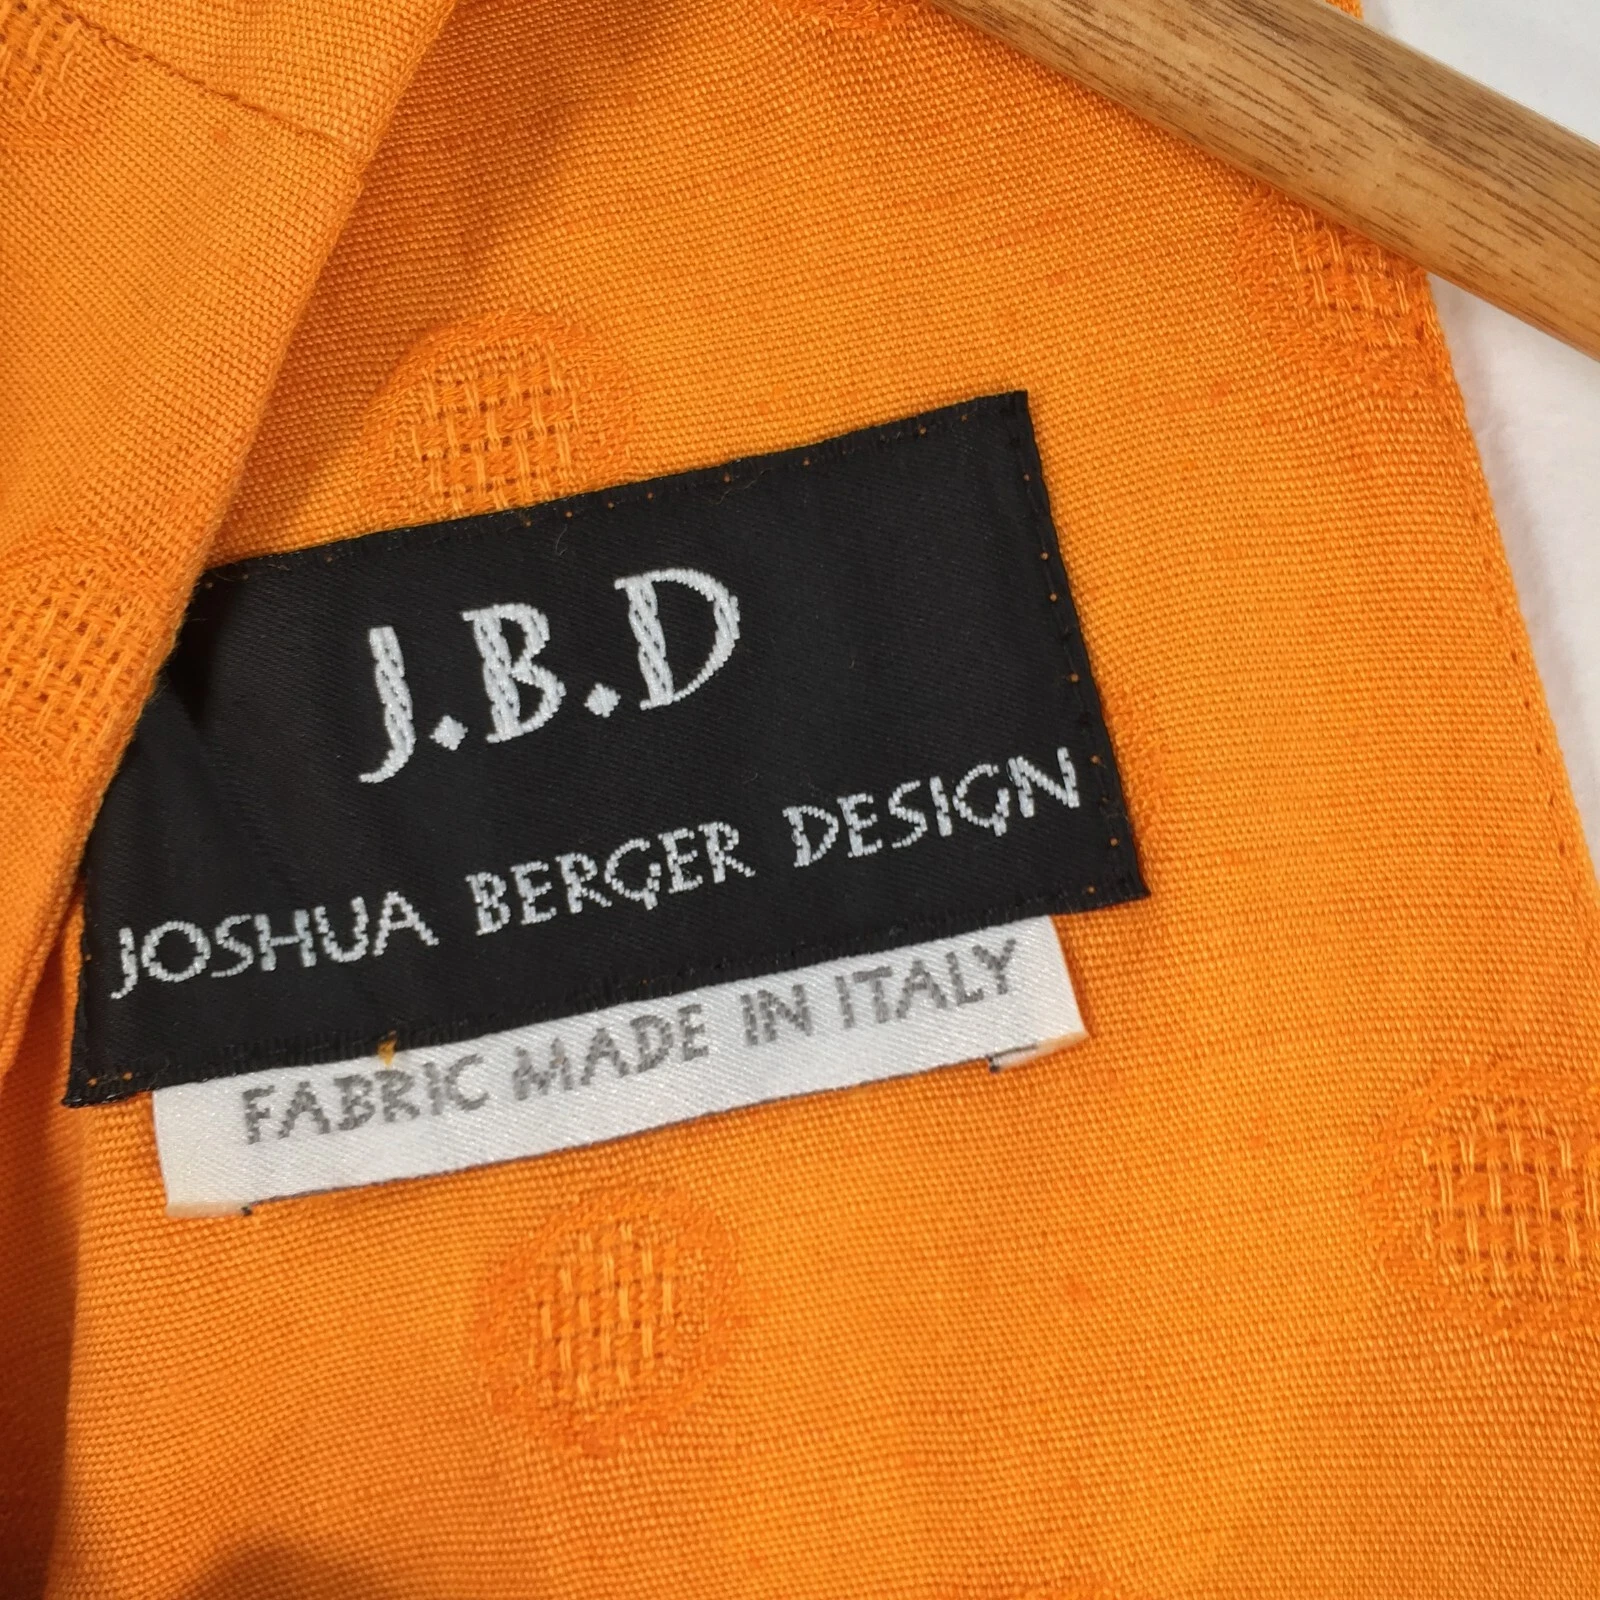 J.B.D
JOSHUA BERGER DESIGN
FABRIC MADE IN ITALY